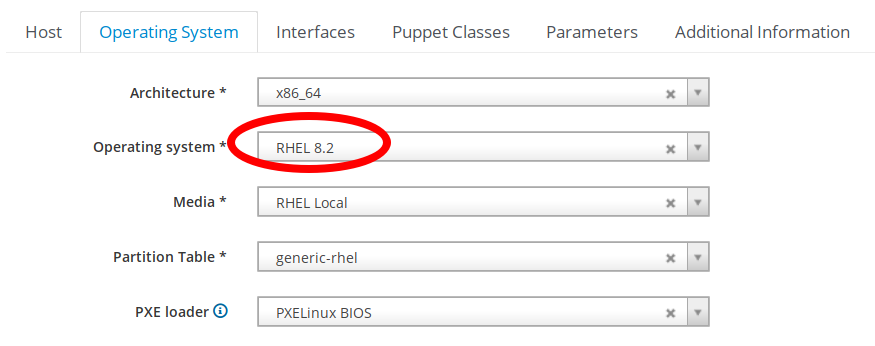 Host Operating System Interfaces Puppet Classes Parameters Additional Information
Architecture * x86_64
Operating system * RHEL 8.2
Media * RHEL Local
Partition Table * generic-rhel
PXE loader PXELinux BIOS